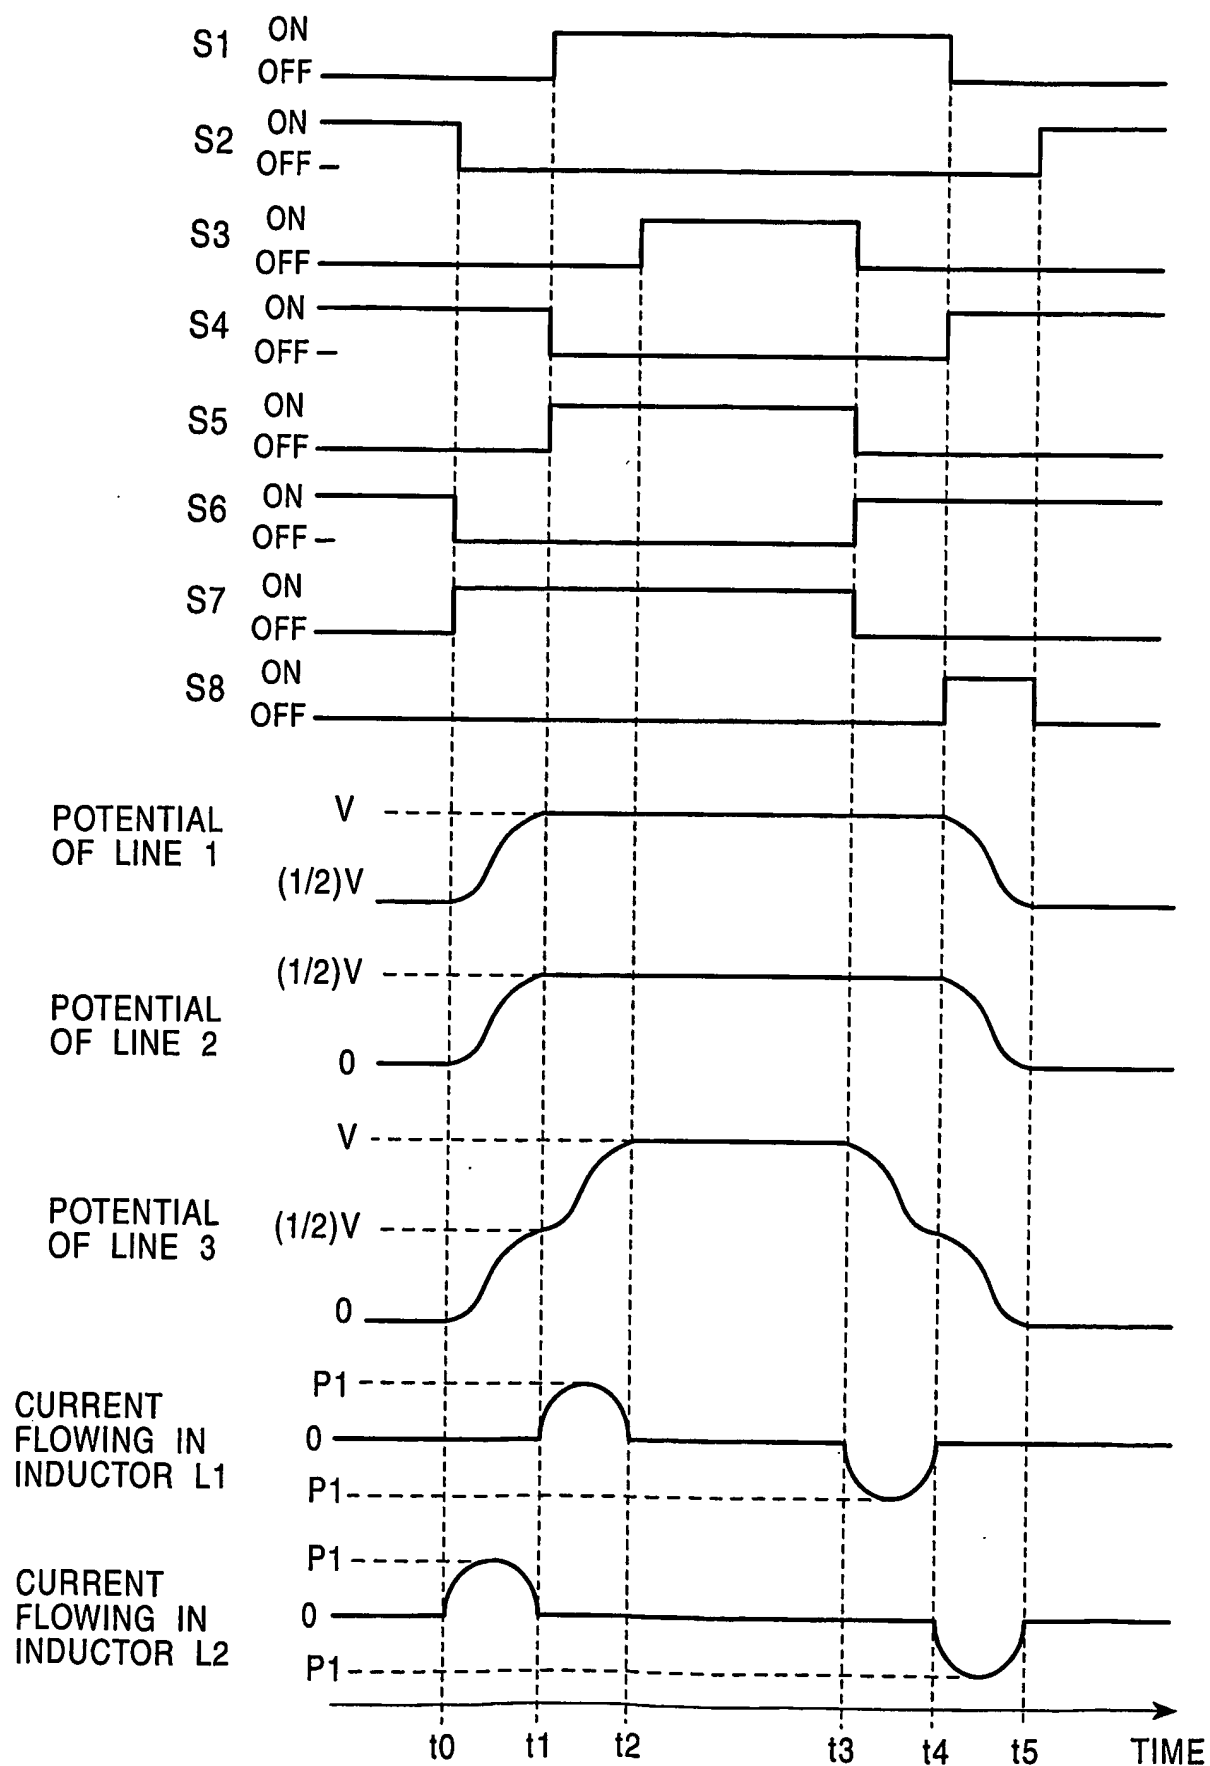 S1 ON
OFF
S2 ON
OFF
S3 ON
OFF
S4 ON
OFF
S5 ON
OFF
S6 ON
OFF
S7 ON
OFF
S8 ON
OFF
POTENTIAL
OF LINE 1
V
(1/2)V
POTENTIAL
OF LINE 2
(1/2)V
0
POTENTIAL
OF LINE 3
V
(1/2)V
0
CURRENT
FLOWING IN
INDUCTOR L1
P1
0
P1
CURRENT
FLOWING IN
INDUCTOR L2
P1
0
P1
t0 t1 t2 t3 t4 t5 TIME